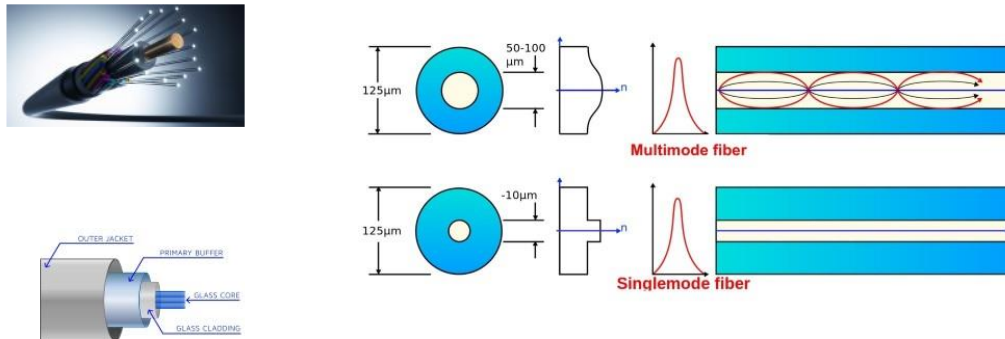 50-100
μm
125μm
n
Multimode fiber
-10μm
125μm
n
Singlemode fiber
OUTER JACKET
PRIMARY BUFFER
GLASS CORE
GLASS CLADDING